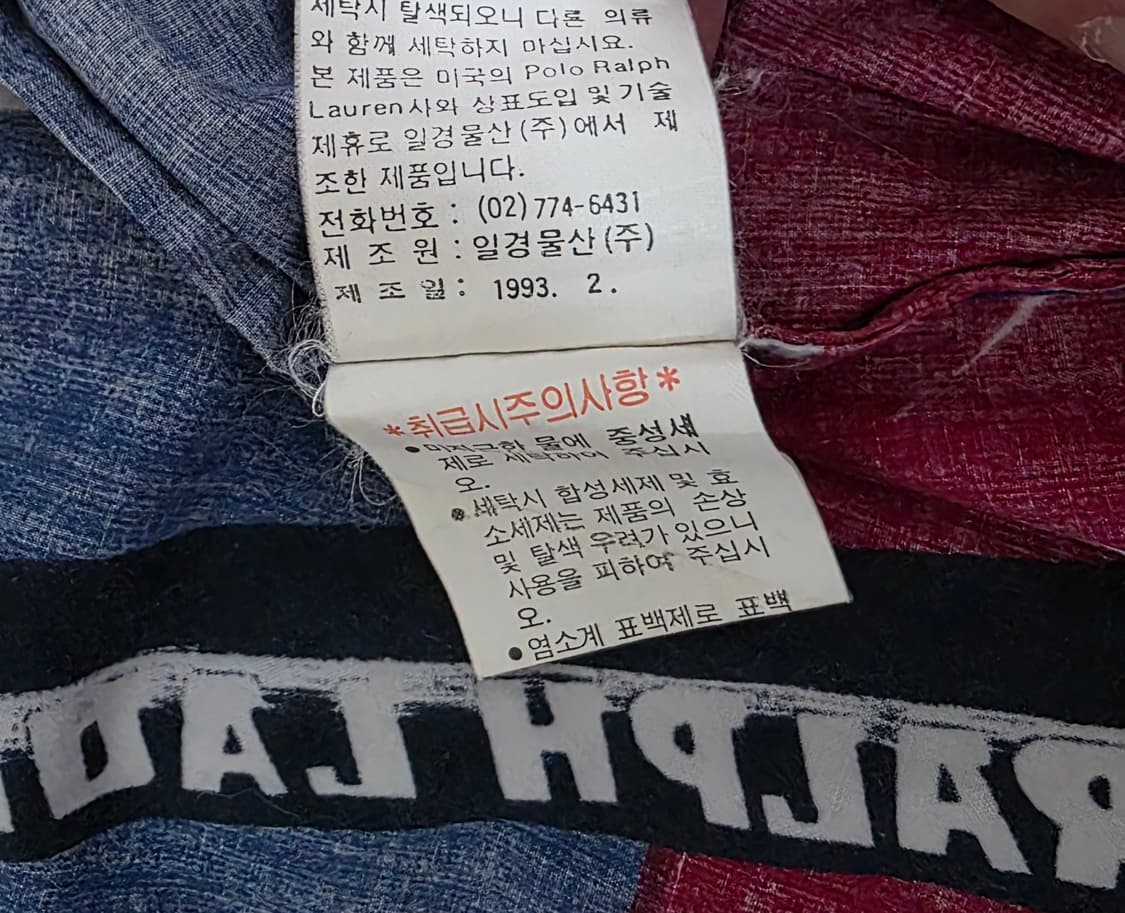 세탁시 탈색되오니 다른 의류
와 함께 세탁하지 마십시요.
본 제품은 미국의 Polo Ralph
Lauren사와 상표도입 및 기술
제휴로 일경물산(주)에서 제
조한 제품입니다.
전화번호 : (02)774-6431
제 조 원 : 일경물산(주)
제 조 일 : 1993. 2.
*취급시주의사항*
● 물에 중성세
제로 세탁하여 주십시
오.
● 세탁시 합성세제 및 효
소세제는 제품의 손상
및 탈색 우려가 있으니
사용을 피하여 주십시
오.
● 염소계 표백제로 표백
RALPH LAU